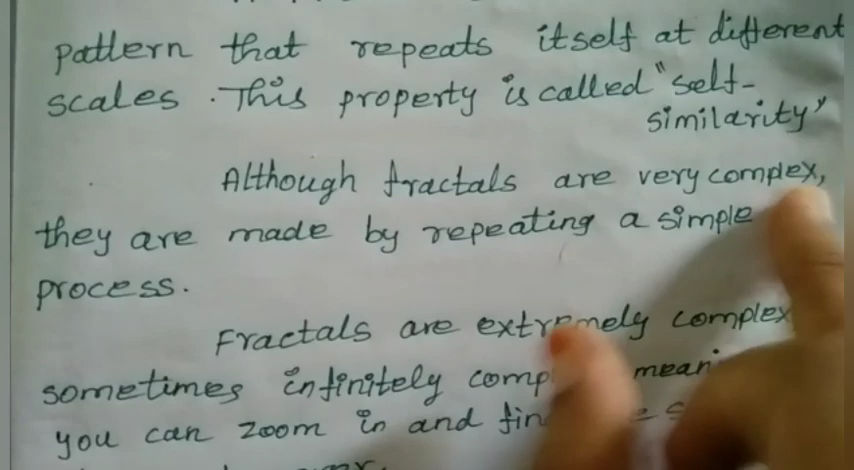 pattern that repeats itself at different
scales . This property is called "self-
similarity"
Although fractals are very complex,
they are made by repeating a simple
process.
Fractals are extremely complex
sometimes infinitely
you can zoom in and